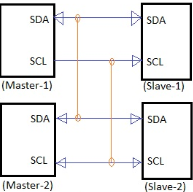 SDA SDA
SCL SCL
(Master-1) (Slave-1)
SDA SDA
SCL SCL
(Master-2) (Slave-2)